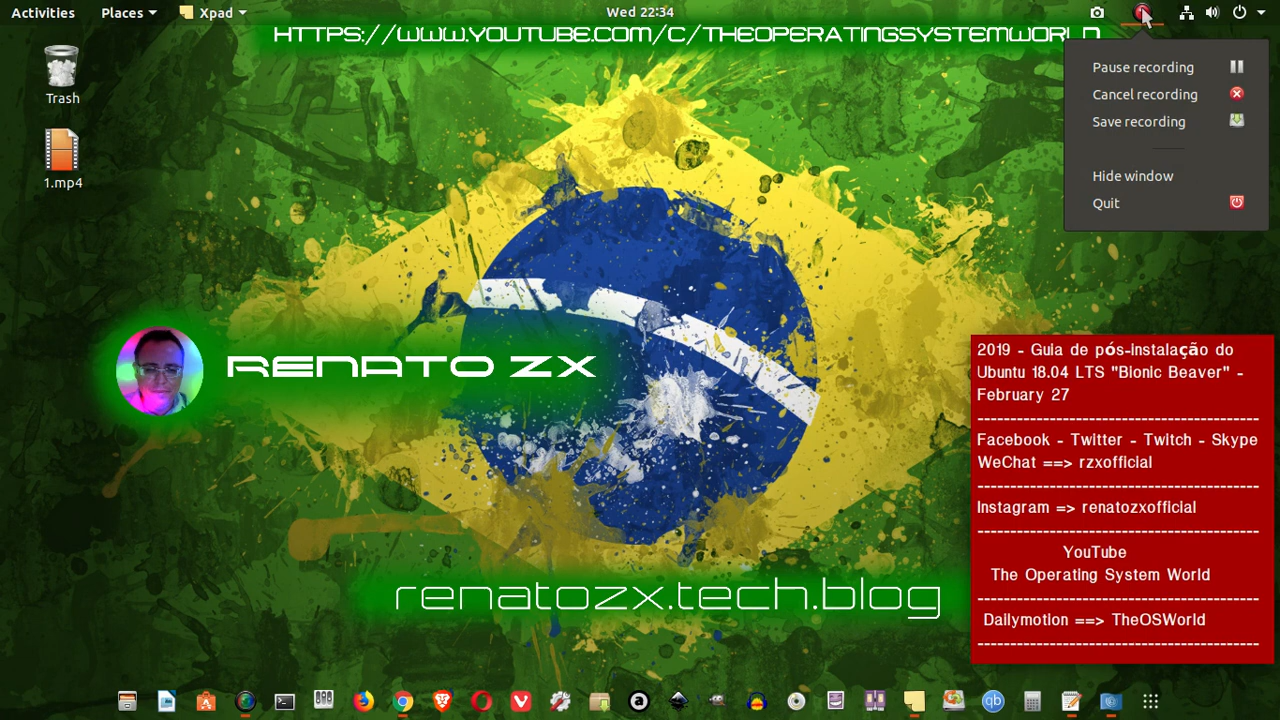 Activities Places Xpad Wed 22:34
HTTPS://WWW.YOUTUBE.COM/C/THEOPERATINGSYSTEMWORLD
Trash
1.mp4
Pause recording
Cancel recording
Save recording
Hide window
Quit
RENATO ZX
renatozx.tech.blog
2019 - Guia de pós-Instalação do
Ubuntu 18.04 LTS "Bionic Beaver" -
February 27
-------------------------------------------
Facebook - Twitter - Twitch - Skype
WeChat ==> rzxofficial
-------------------------------------------
Instagram => renatozxofficial
-------------------------------------------
YouTube
The Operating System World
-------------------------------------------
Dailymotion ==> TheOSWorld
-------------------------------------------
a
qb